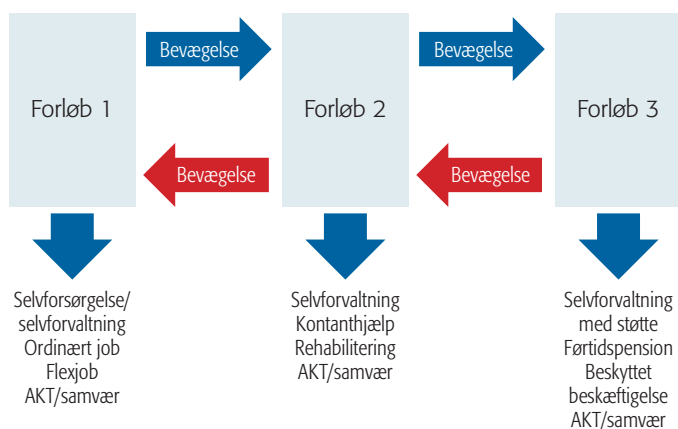 Bevægelse
Bevægelse
Forløb 1
Forløb 2
Forløb 3
Bevægelse
Bevægelse
Selvforsørgelse/
selvforvaltning
Ordinært job
Flexjob
AKT/samvær
Selvforvaltning
Kontanthjælp
Rehabilitering
AKT/samvær
Selvforvaltning
med støtte
Førtidspension
Beskyttet
beskæftigelse
AKT/samvær